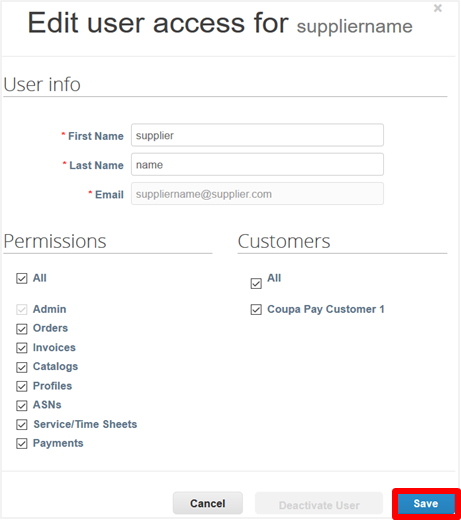 Edit user access for suppliername
×
User info
* First Name supplier
* Last Name name
* Email suppliername@supplier.com
Permissions
All
Admin
Orders
Invoices
Catalogs
Profiles
ASNs
Service/Time Sheets
Payments
Customers
All
Coupa Pay Customer 1
Cancel Deactivate User Save